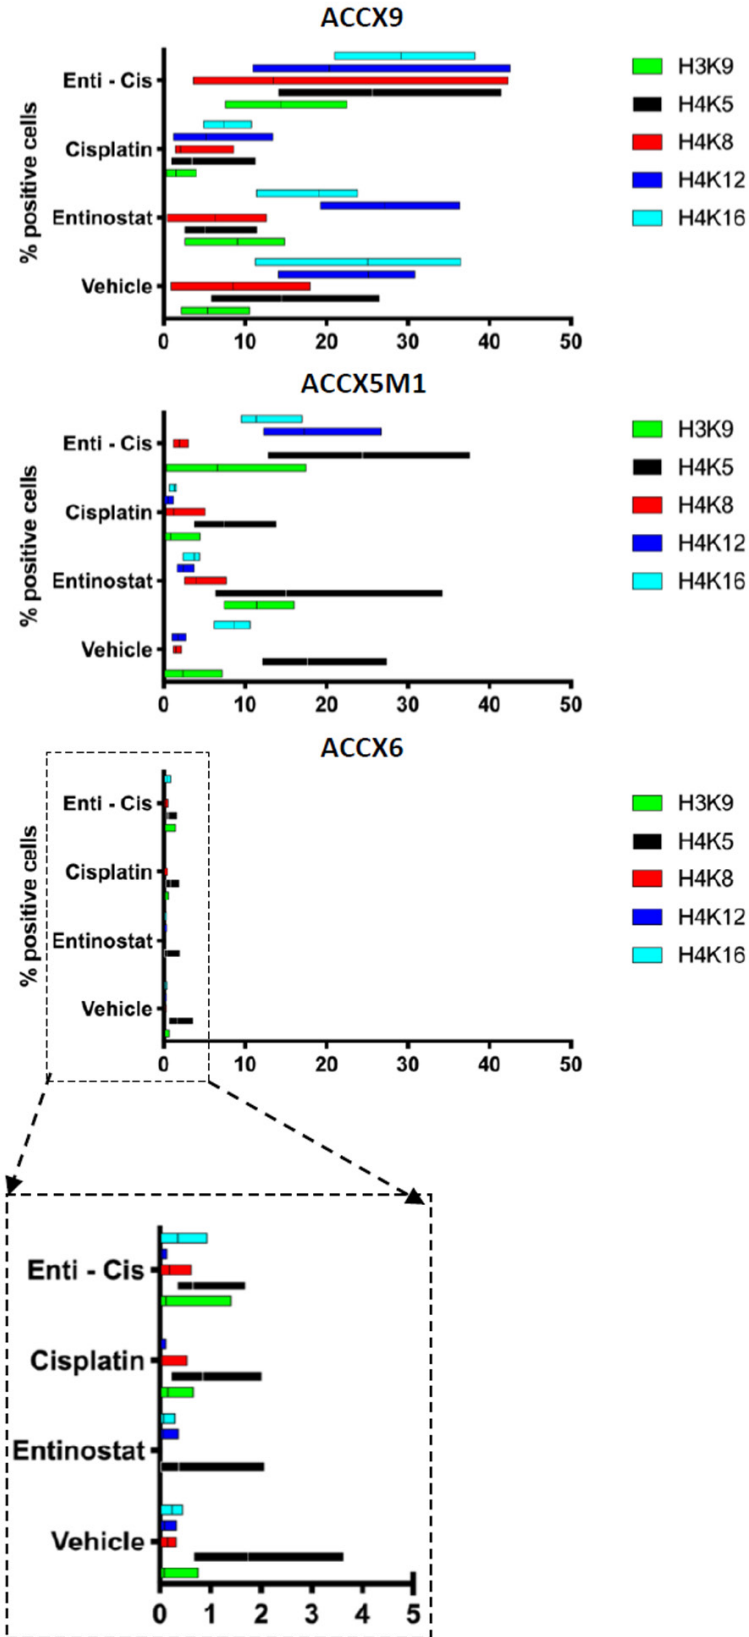 ACCX9
% positive cells
Enti - Cis
Cisplatin
Entinostat
Vehicle
0 10 20 30 40 50
H3K9
H4K5
H4K8
H4K12
H4K16
ACCX5M1
% positive cells
Enti - Cis
Cisplatin
Entinostat
Vehicle
0 10 20 30 40 50
H3K9
H4K5
H4K8
H4K12
H4K16
ACCX6
% positive cells
Enti - Cis
Cisplatin
Entinostat
Vehicle
0 10 20 30 40 50
H3K9
H4K5
H4K8
H4K12
H4K16
Enti - Cis
Cisplatin
Entinostat
Vehicle
0 1 2 3 4 5